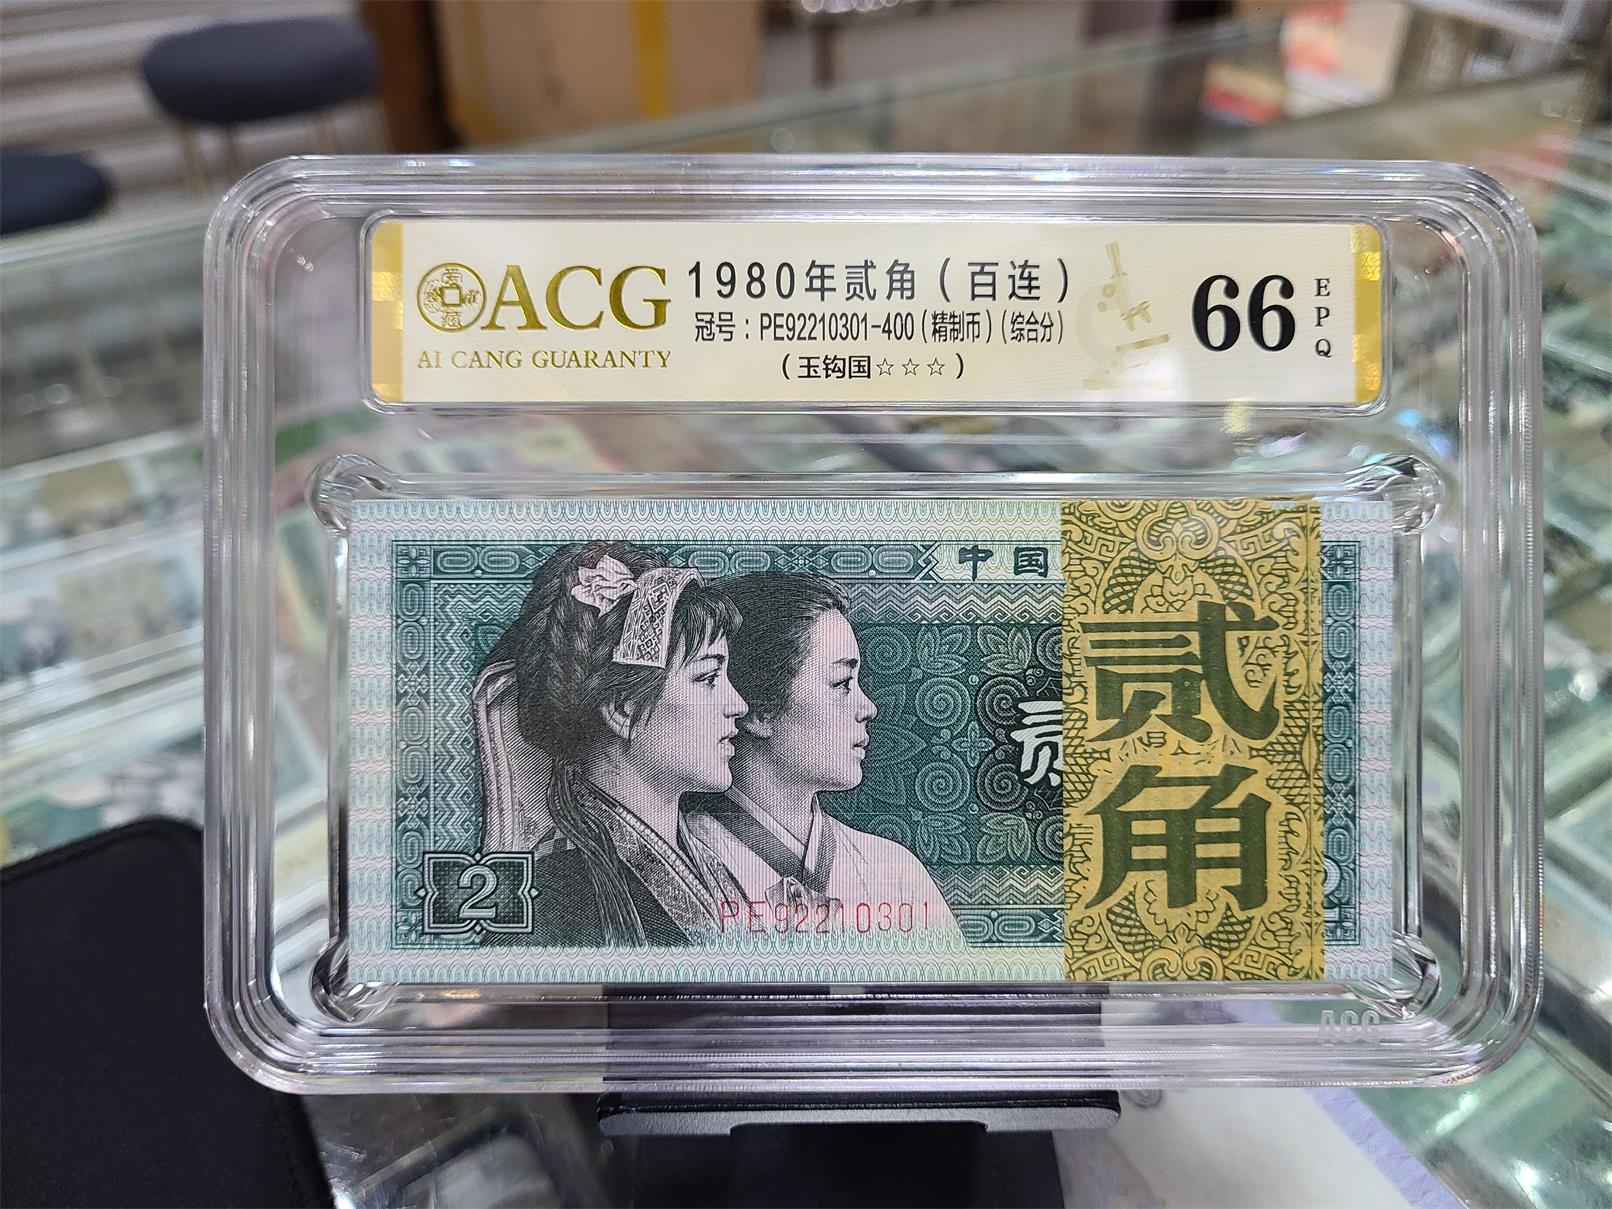 ACG
AI CANG GUARANTY
1980年贰角（百连）
冠号：PE92210301-400（精制币）（综合分）
（玉钩国☆☆☆）
66
EPQ
中国
贰
贰角
2
PE92210301
ACG